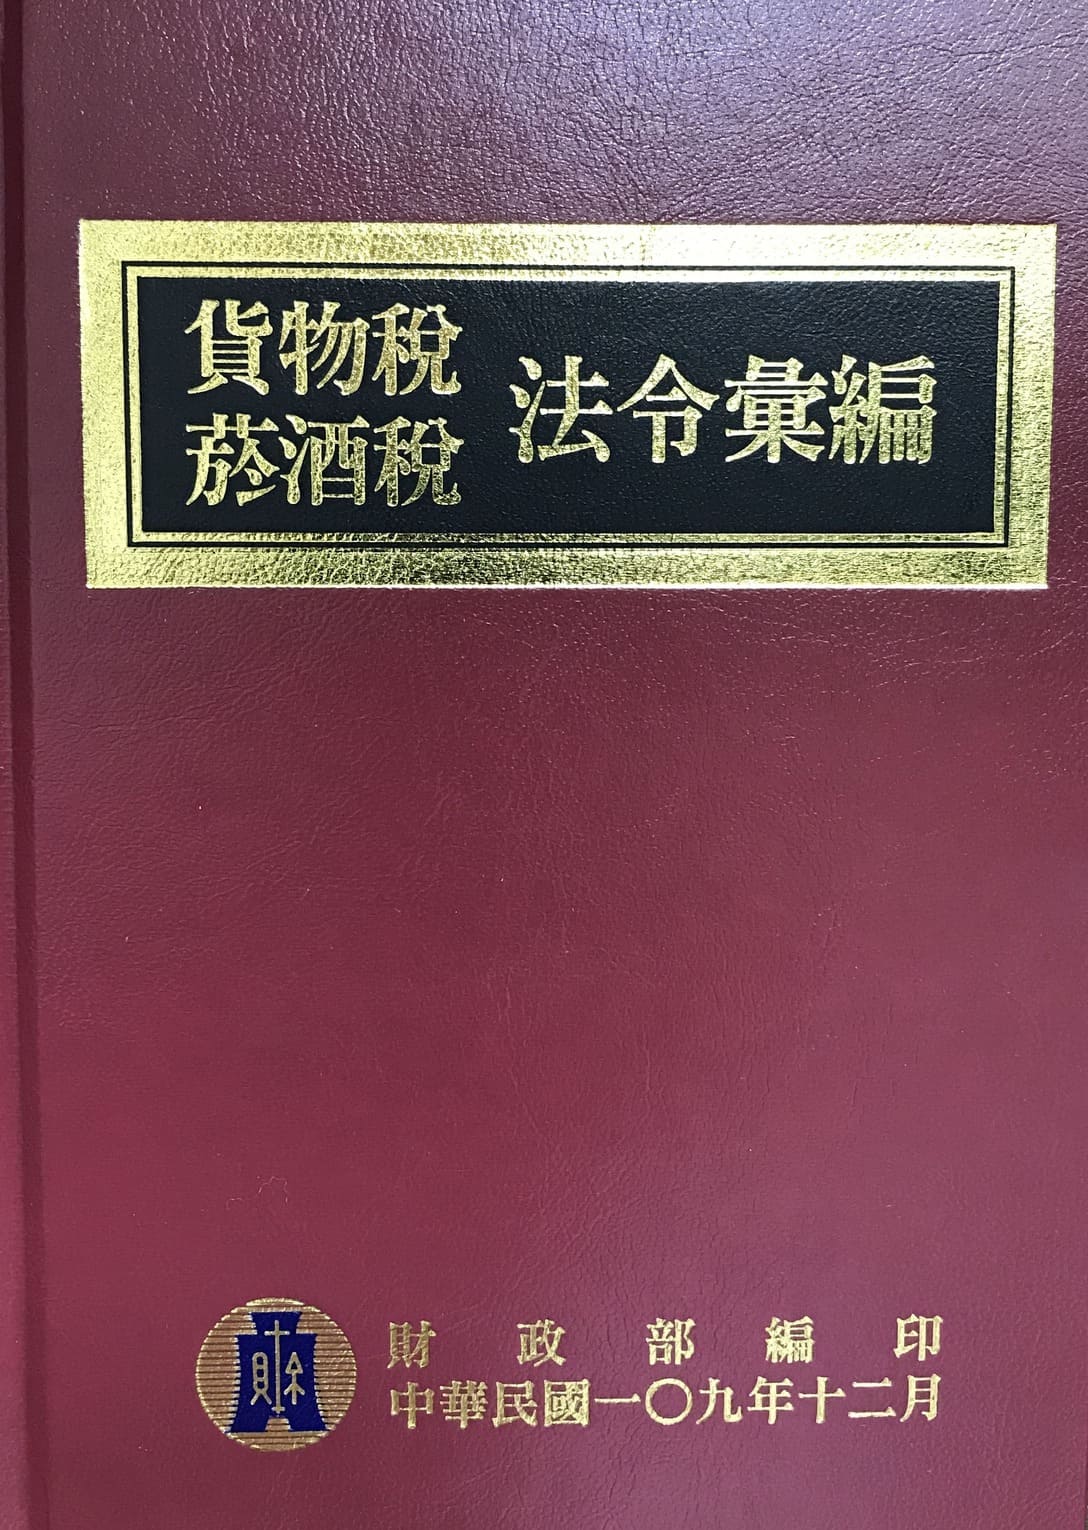 貨物稅
菸酒稅
法令彙編
財政部編印
中華民國一〇九年十二月
財